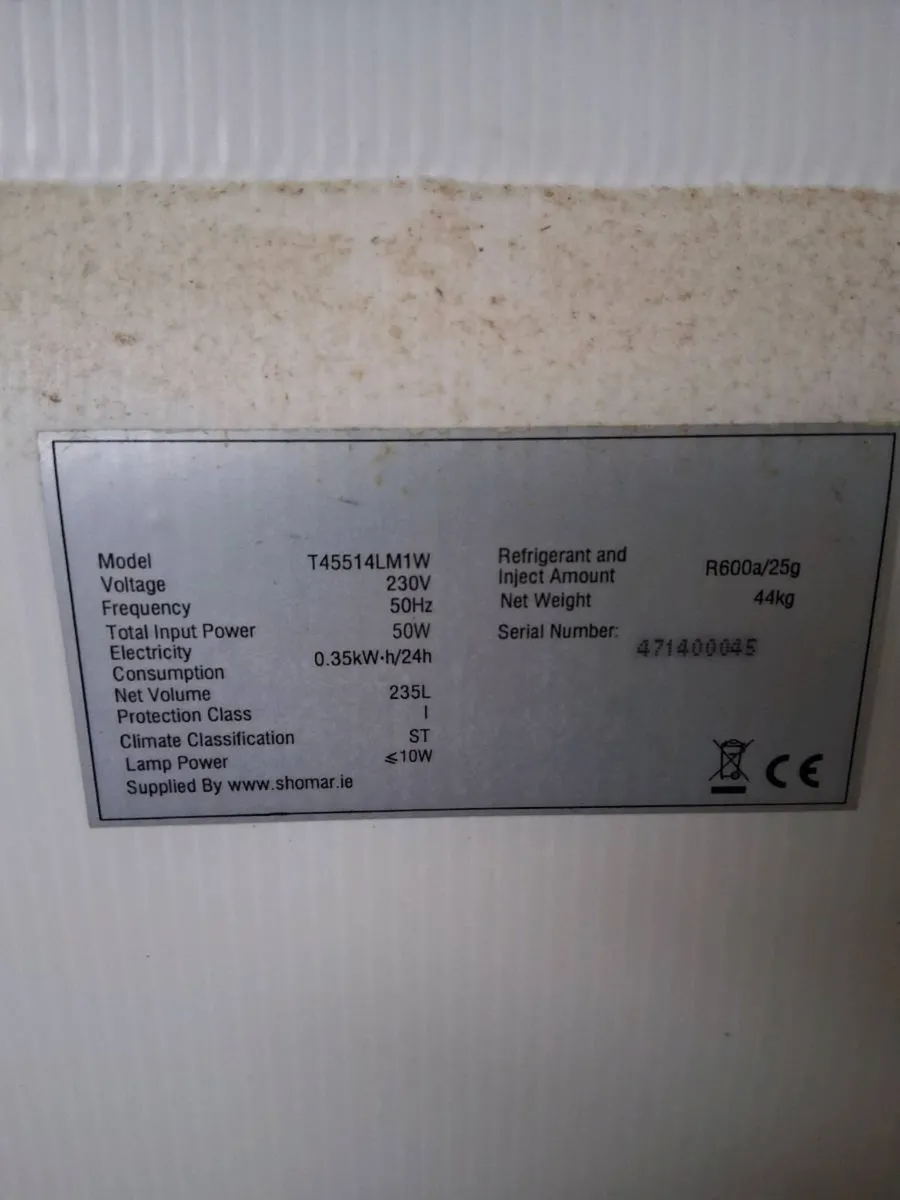 Model T45514LM1W
Voltage 230V
Frequency 50Hz
Total Input Power 50W
Electricity
Consumption 0.35kW·h/24h
Net Volume 235L
Protection Class I
Climate Classification ST
Lamp Power ≤10W
Supplied By www.shomar.ie
Refrigerant and
Inject Amount R600a/25g
Net Weight 44kg
Serial Number: 471400045
CE